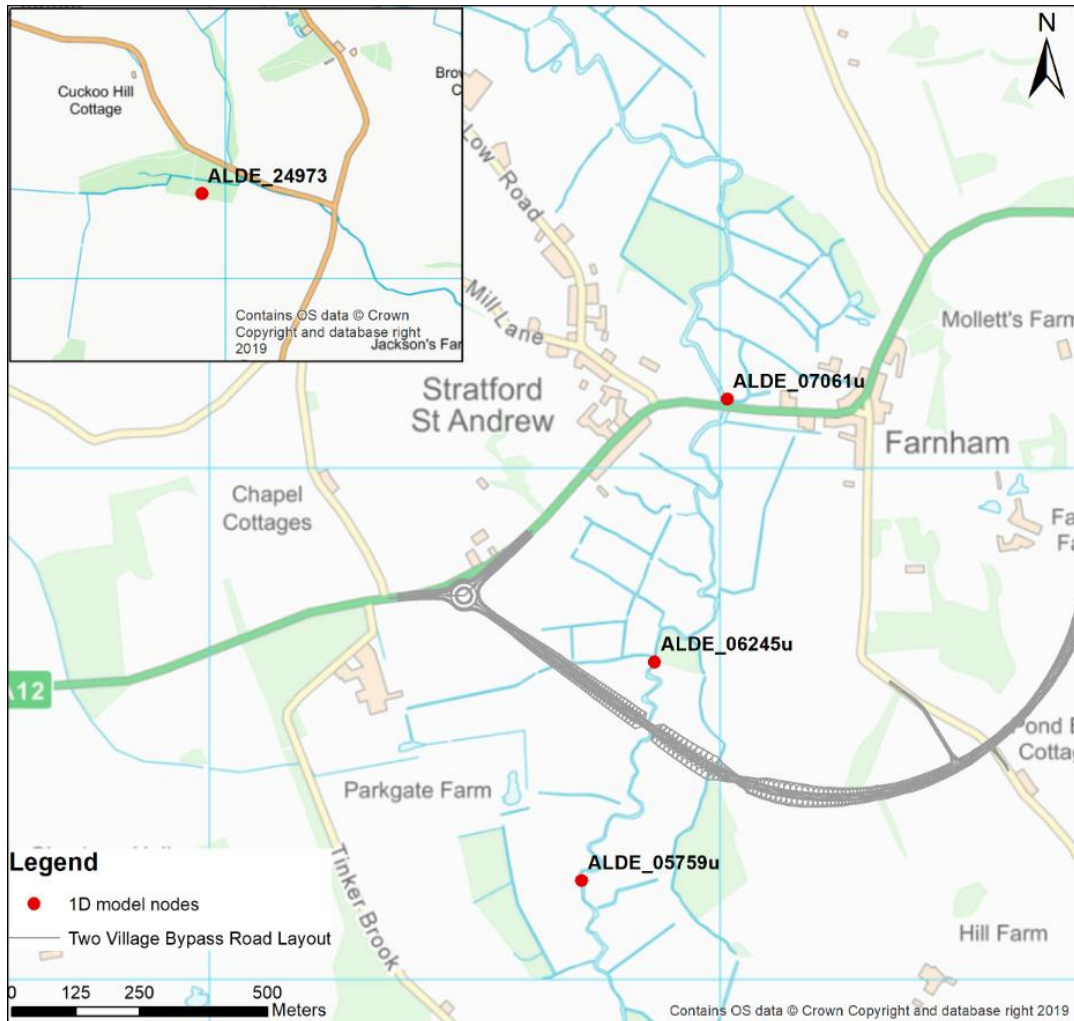 Cuckoo Hill
Cottage
ALDE_24973
Contains OS data © Crown
Copyright and database right
2019
Jackson's Far
N
Low Road
Mill Lane
Stratford
St Andrew
ALDE_07061u
Mollett's Farm
Farnham
Chapel
Cottages
ALDE_06245u
A12
Parkgate Farm
Cottag
ALDE_05759u
Tinker Brook
Hill Farm
Legend
1D model nodes
Two Village Bypass Road Layout
0 125 250 500
Meters
Contains OS data © Crown Copyright and database right 2019